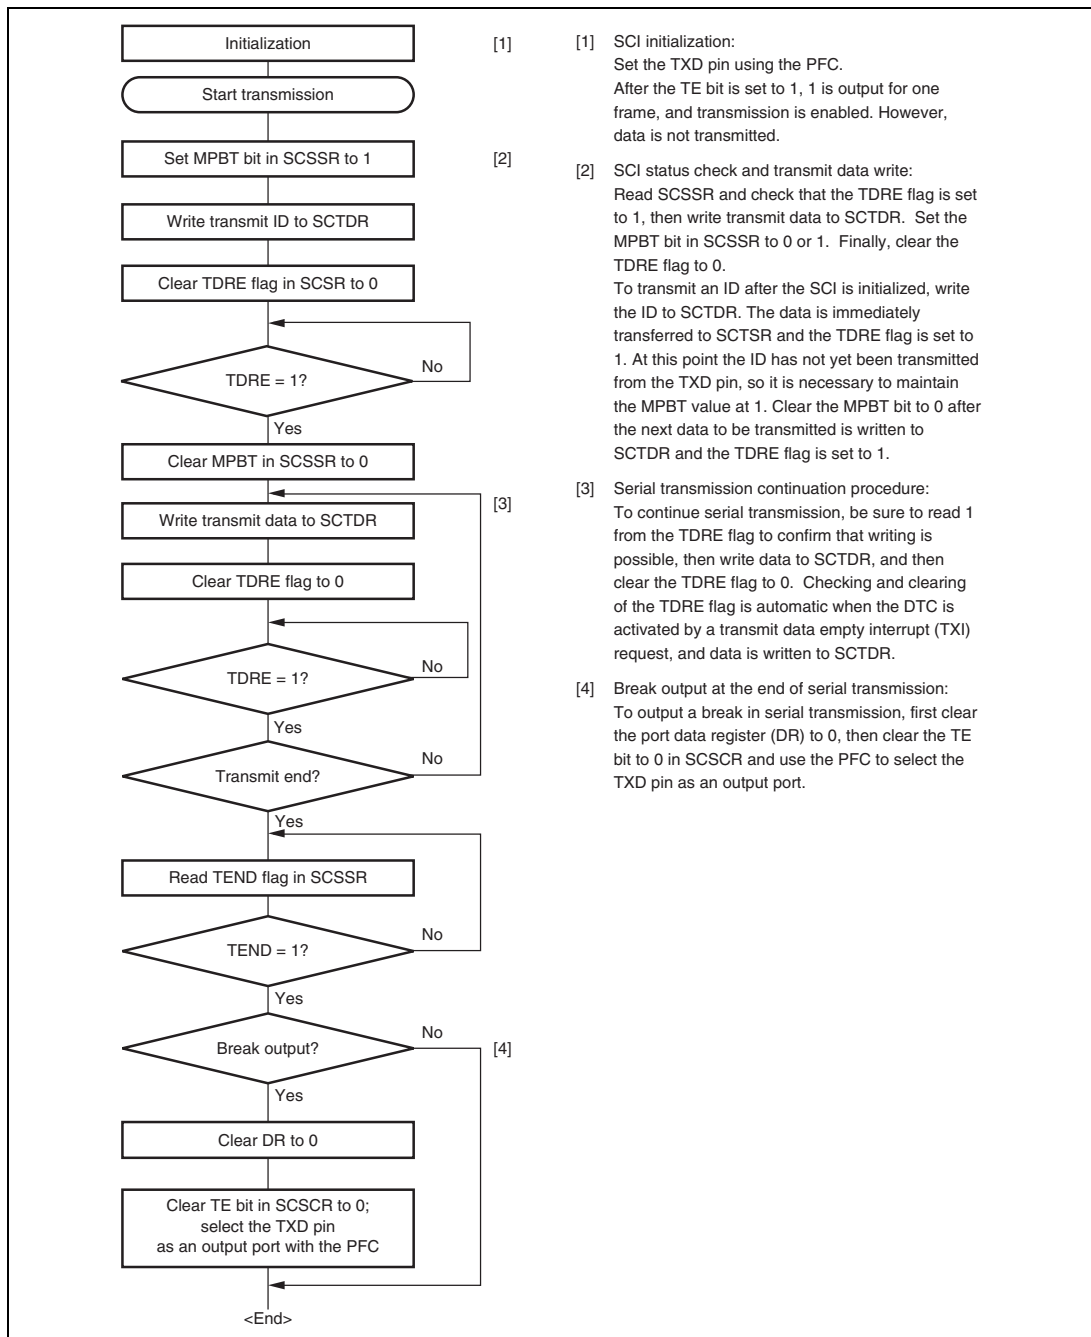 Initialization
[1]
Start transmission
Set MPBT bit in SCSSR to 1
[2]
Write transmit ID to SCTDR
Clear TDRE flag in SCSR to 0
TDRE = 1?
No
Yes
Clear MPBT in SCSSR to 0
[3]
Write transmit data to SCTDR
Clear TDRE flag to 0
TDRE = 1?
No
Yes
Transmit end?
No
Yes
Read TEND flag in SCSSR
TEND = 1?
No
Yes
Break output?
No
[4]
Yes
Clear DR to 0
Clear TE bit in SCSCR to 0;
select the TXD pin
as an output port with the PFC
<End>
[1] SCI initialization:
Set the TXD pin using the PFC.
After the TE bit is set to 1, 1 is output for one
frame, and transmission is enabled. However,
data is not transmitted.
[2] SCI status check and transmit data write:
Read SCSSR and check that the TDRE flag is set
to 1, then write transmit data to SCTDR. Set the
MPBT bit in SCSSR to 0 or 1. Finally, clear the
TDRE flag to 0.
To transmit an ID after the SCI is initialized, write
the ID to SCTDR. The data is immediately
transferred to SCTSR and the TDRE flag is set to
1. At this point the ID has not yet been transmitted
from the TXD pin, so it is necessary to maintain
the MPBT value at 1. Clear the MPBT bit to 0 after
the next data to be transmitted is written to
SCTDR and the TDRE flag is set to 1.
[3] Serial transmission continuation procedure:
To continue serial transmission, be sure to read 1
from the TDRE flag to confirm that writing is
possible, then write data to SCTDR, and then
clear the TDRE flag to 0. Checking and clearing
of the TDRE flag is automatic when the DTC is
activated by a transmit data empty interrupt (TXI)
request, and data is written to SCTDR.
[4] Break output at the end of serial transmission:
To output a break in serial transmission, first clear
the port data register (DR) to 0, then clear the TE
bit to 0 in SCSCR and use the PFC to select the
TXD pin as an output port.